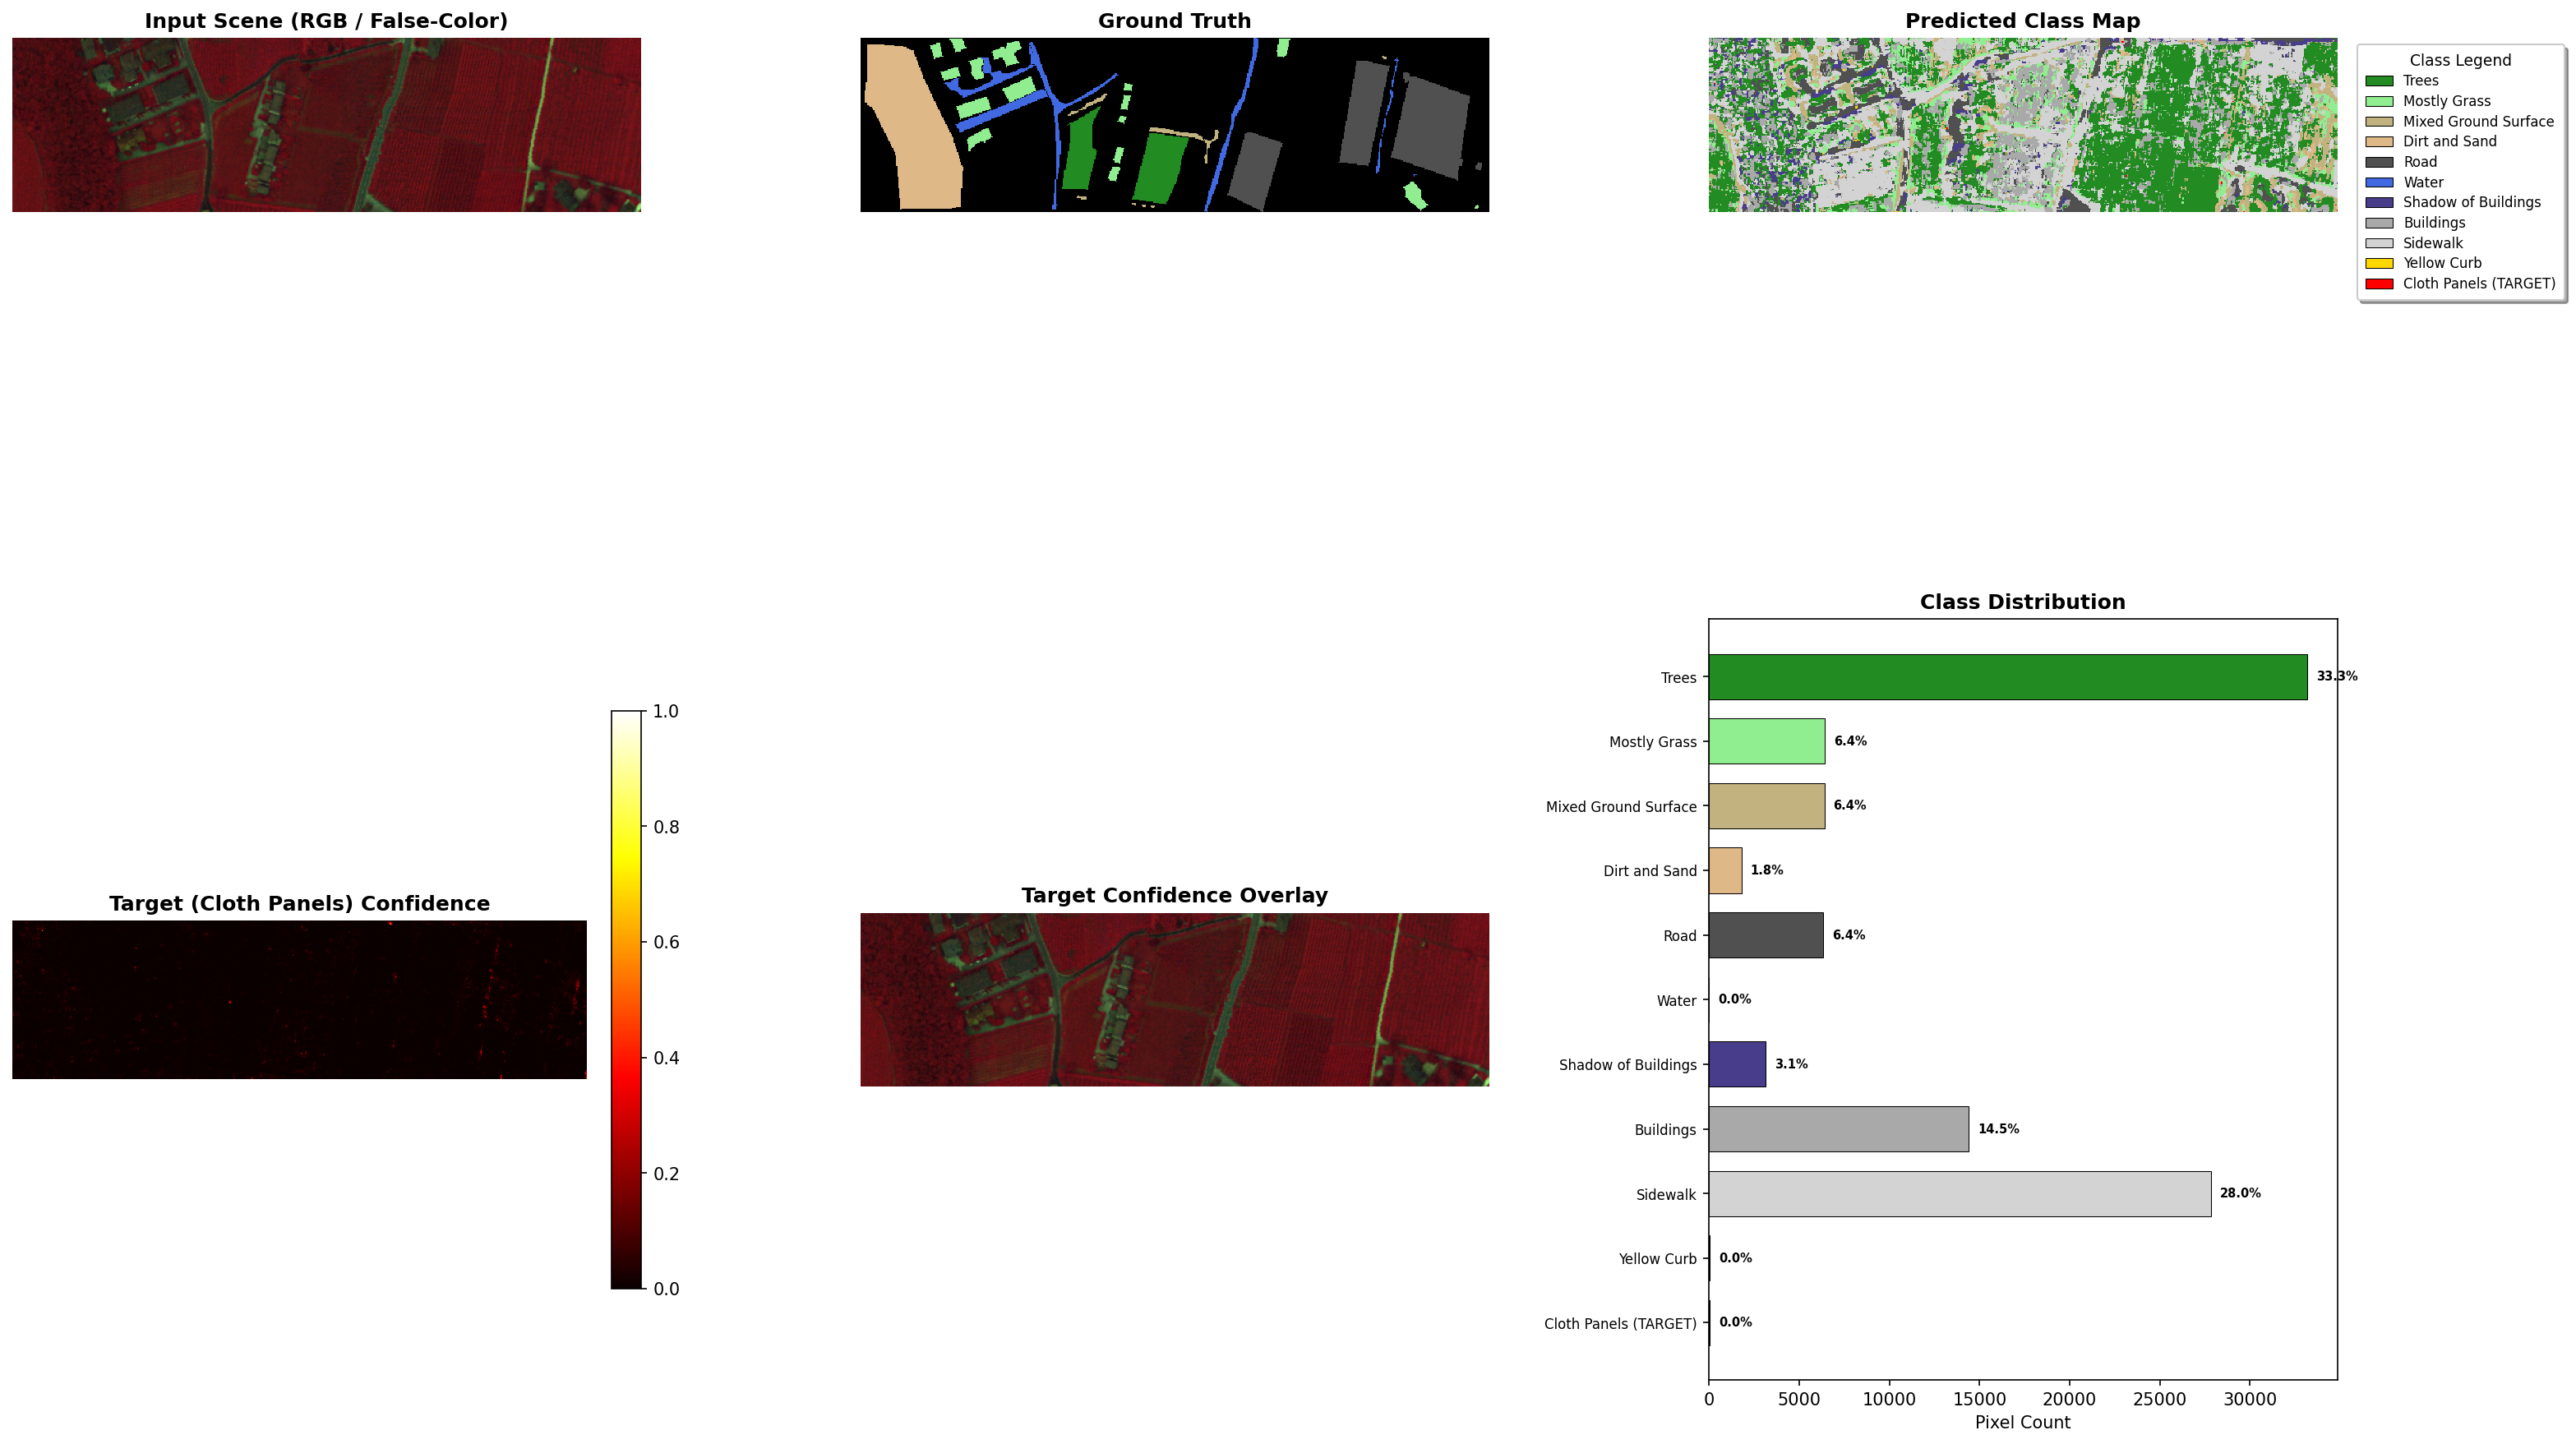 Input Scene (RGB / False-Color)
Ground Truth
Predicted Class Map
Class Legend
Trees
Mostly Grass
Mixed Ground Surface
Dirt and Sand
Road
Water
Shadow of Buildings
Buildings
Sidewalk
Yellow Curb
Cloth Panels (TARGET)
Target (Cloth Panels) Confidence
1.0
0.8
0.6
0.4
0.2
0.0
Target Confidence Overlay
Class Distribution
Trees 33.3%
Mostly Grass 6.4%
Mixed Ground Surface 6.4%
Dirt and Sand 1.8%
Road 6.4%
Water 0.0%
Shadow of Buildings 3.1%
Buildings 14.5%
Sidewalk 28.0%
Yellow Curb 0.0%
Cloth Panels (TARGET) 0.0%
0 5000 10000 15000 20000 25000 30000
Pixel Count